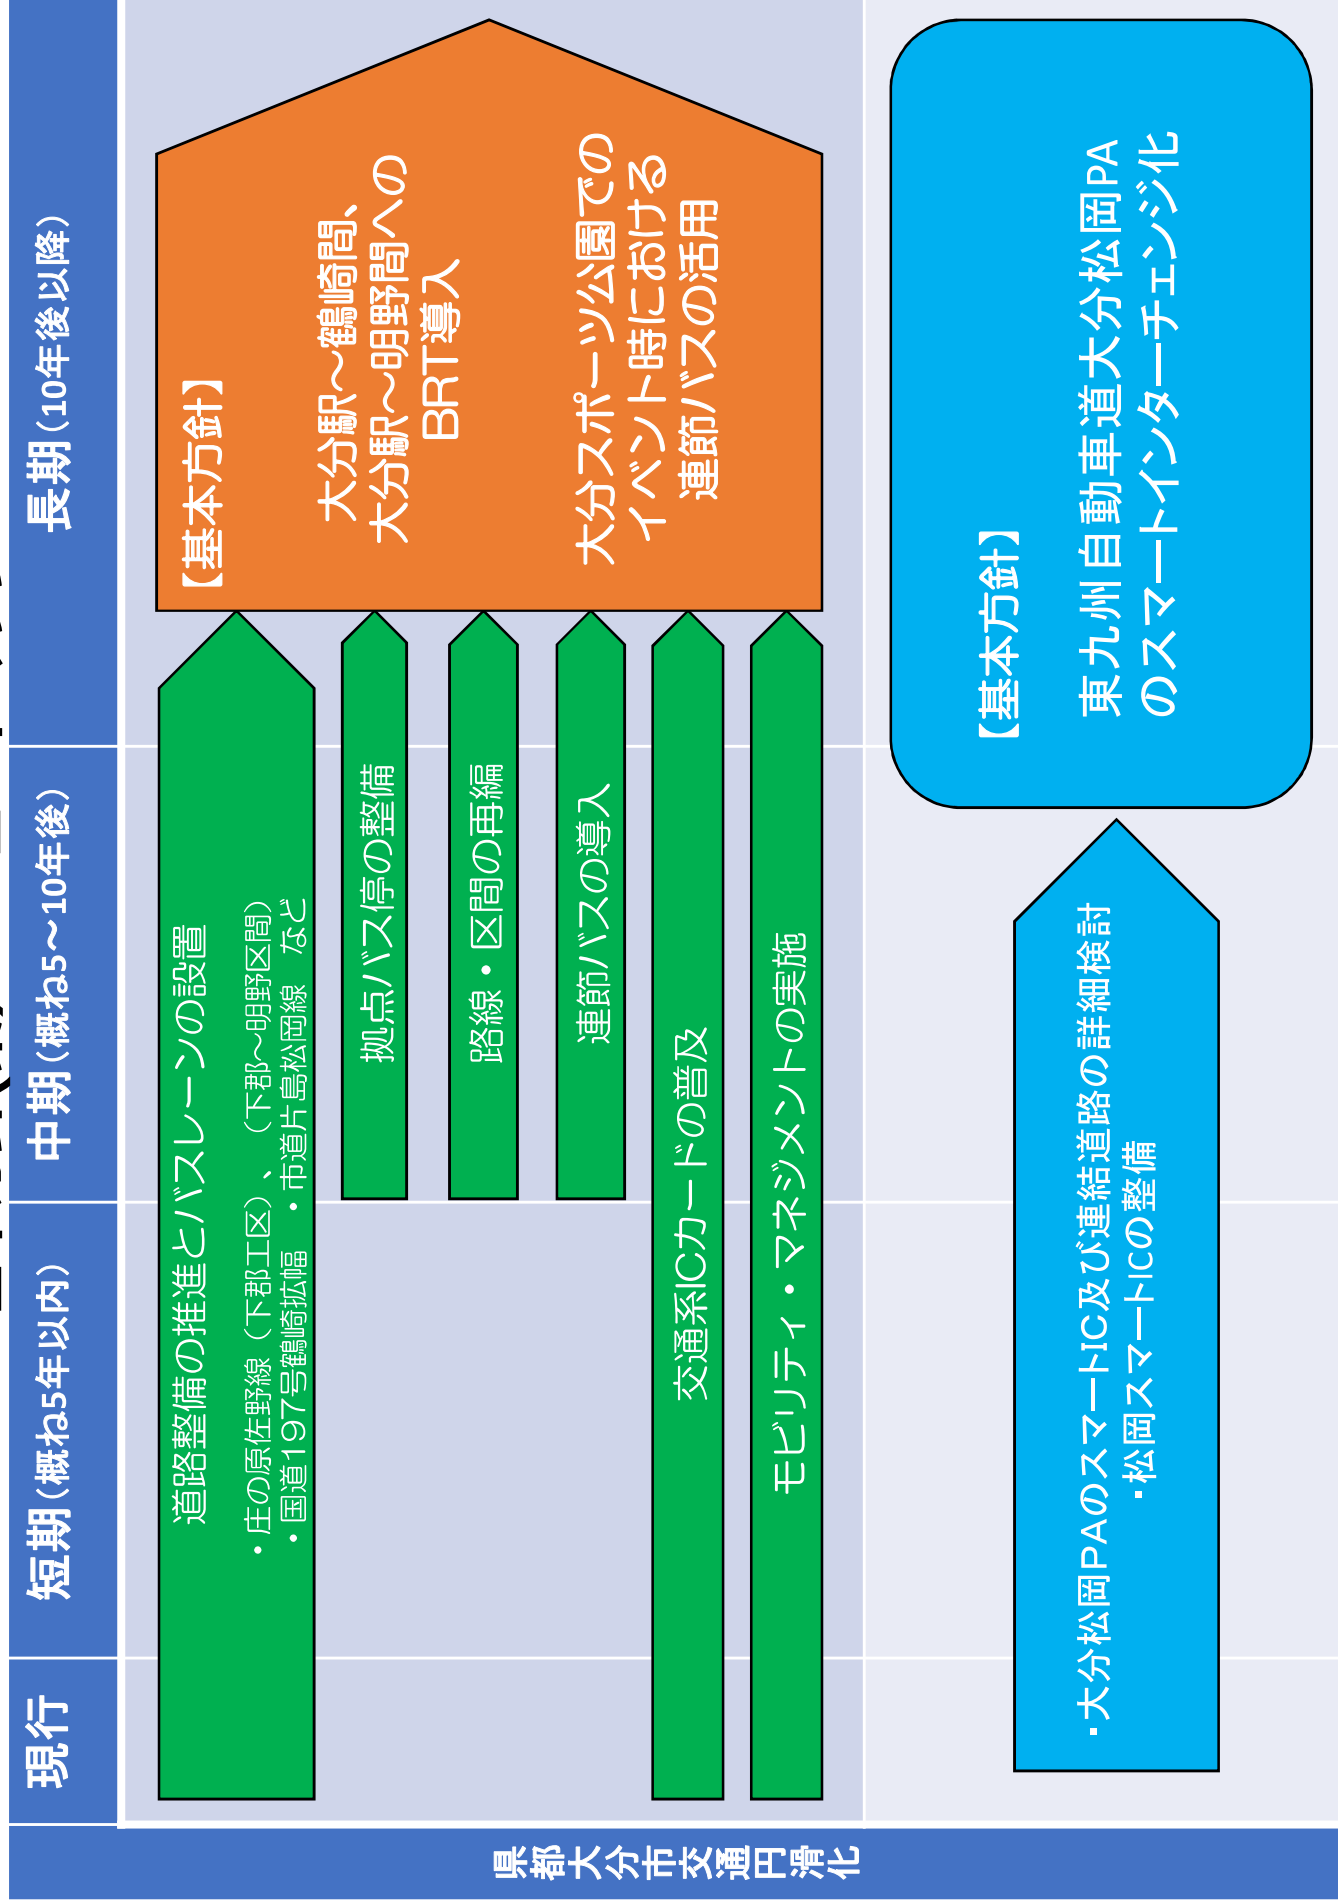 現行
短期(概ね5年以内)
中期(概ね5～10年後)
長期(10年後以降)
県都大分市交通円滑化
道路整備の推進とバスレーンの設置
・庄の原佐野線（下郡工区）、（下郡～明野区間）
・国道197号鶴崎拡幅 ・市道片島松岡線 など
拠点バス停の整備
路線・区間の再編
連節バスの導入
交通系ICカードの普及
モビリティ・マネジメントの実施
【基本方針】
大分駅～鶴崎間、
大分駅～明野間への
BRT導入
大分スポーツ公園での
イベント時における
連節バスの活用
・大分松岡PAのスマートIC及び連結道路の詳細検討
・松岡スマートICの整備
【基本方針】
東九州自動車道大分松岡PA
のスマートインターチェンジ化